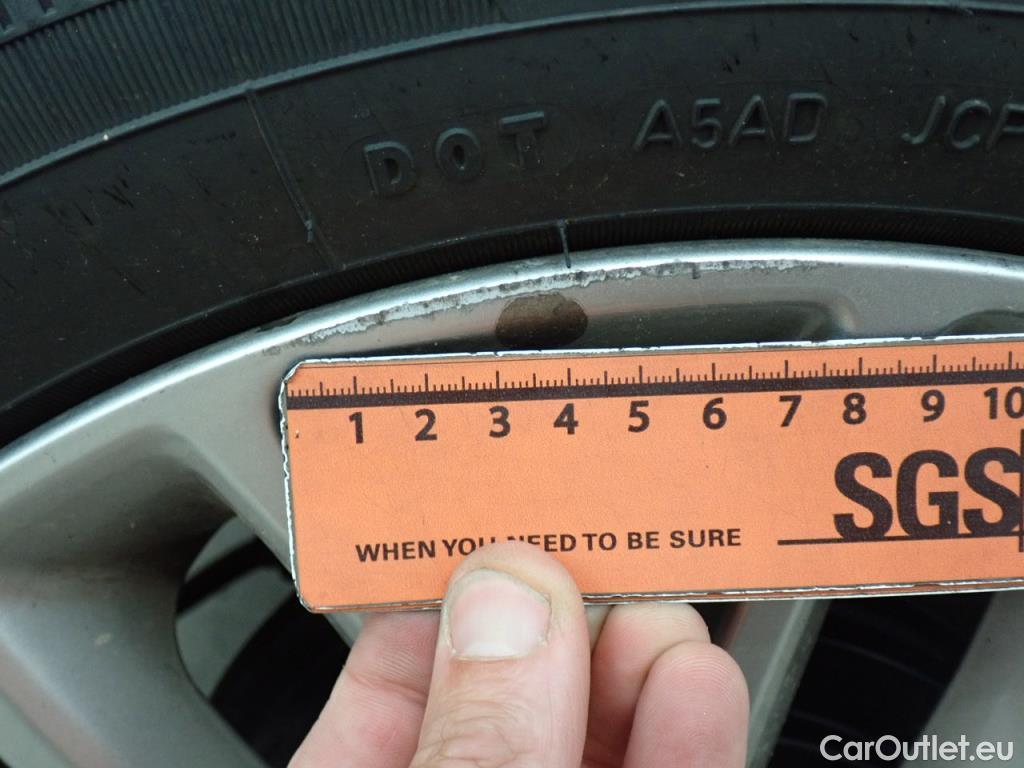 DOT A5AD JCF
1 2 3 4 5 6 7 8 9 10
SGS
WHEN YOU NEED TO BE SURE
CarOutlet.eu